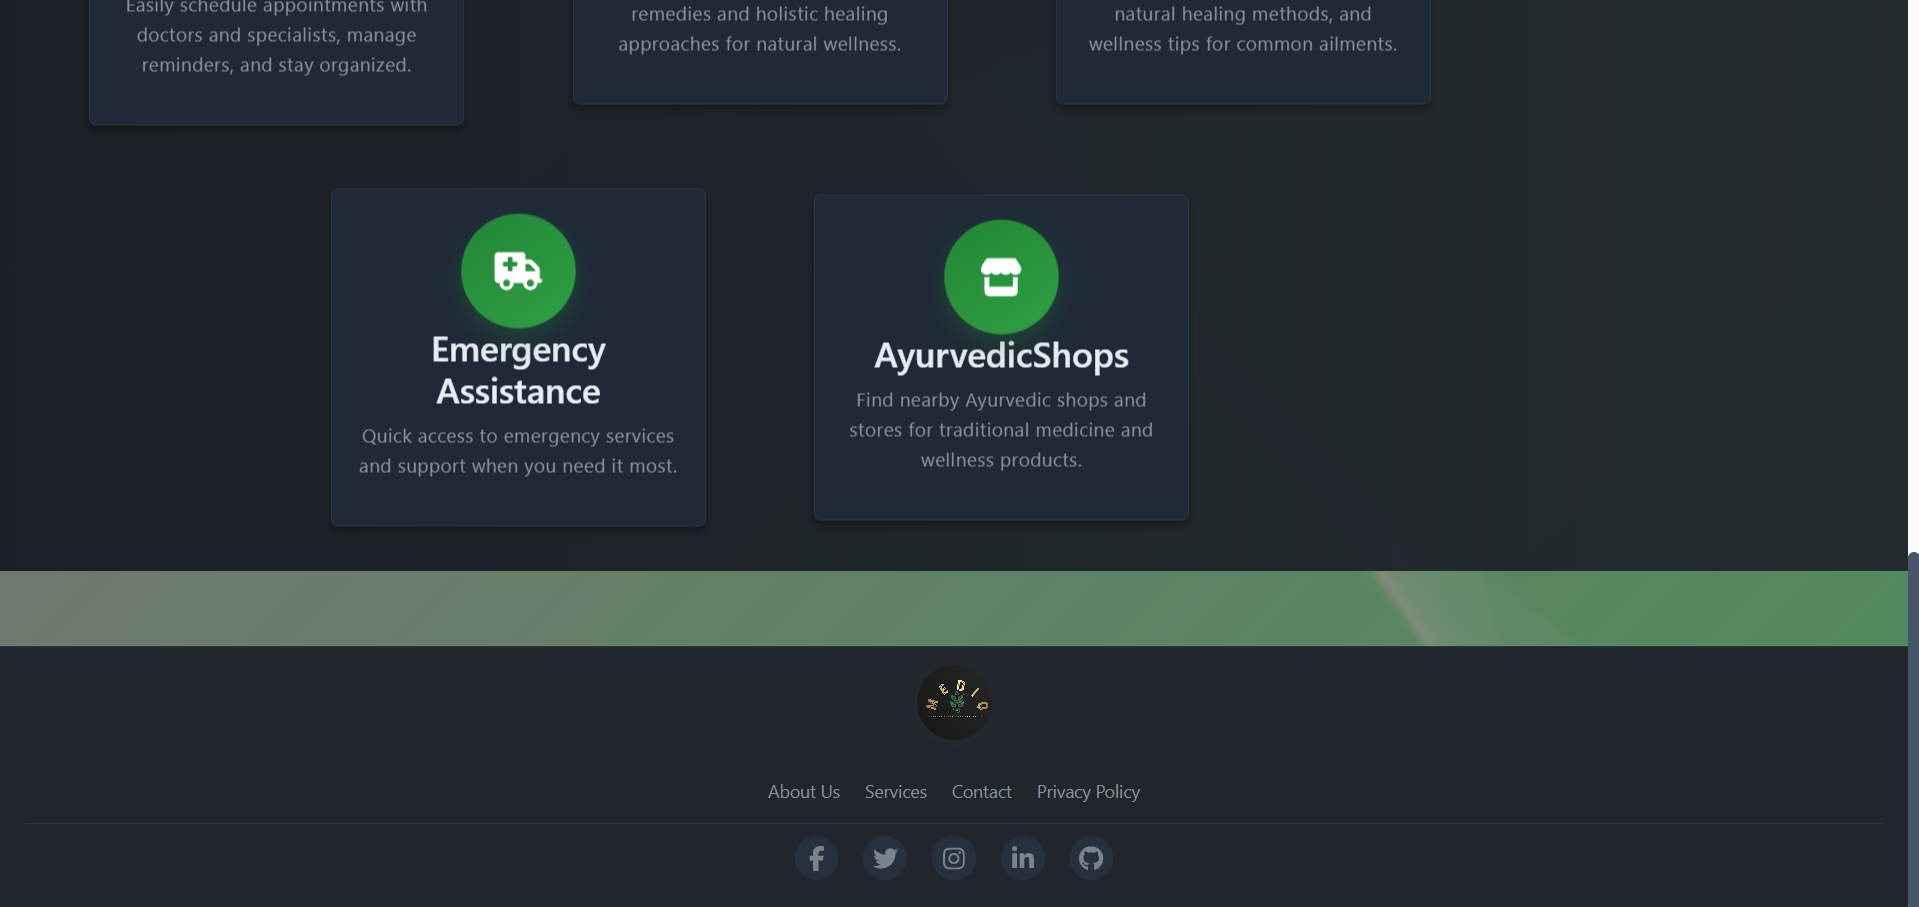 Easily schedule appointments with
doctors and specialists, manage
reminders, and stay organized.
remedies and holistic healing
approaches for natural wellness.
natural healing methods, and
wellness tips for common ailments.
Emergency
Assistance
Quick access to emergency services
and support when you need it most.
AyurvedicShops
Find nearby Ayurvedic shops and
stores for traditional medicine and
wellness products.
MEDIQ
About Us Services Contact Privacy Policy